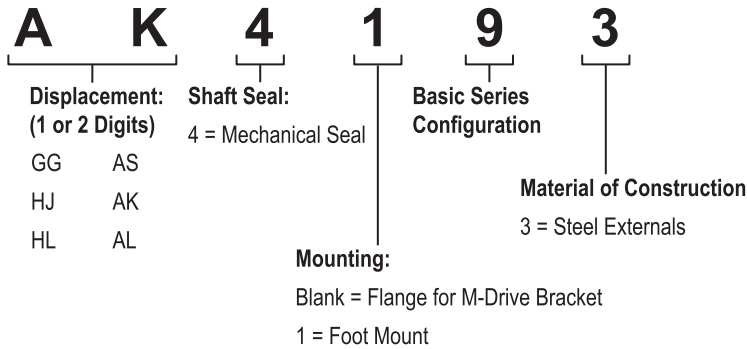 A K 4 1 9 3
Displacement:
(1 or 2 Digits)
GG AS
HJ AK
HL AL
Shaft Seal:
4 = Mechanical Seal
Basic Series
Configuration
Material of Construction
3 = Steel Externals
Mounting:
Blank = Flange for M-Drive Bracket
1 = Foot Mount